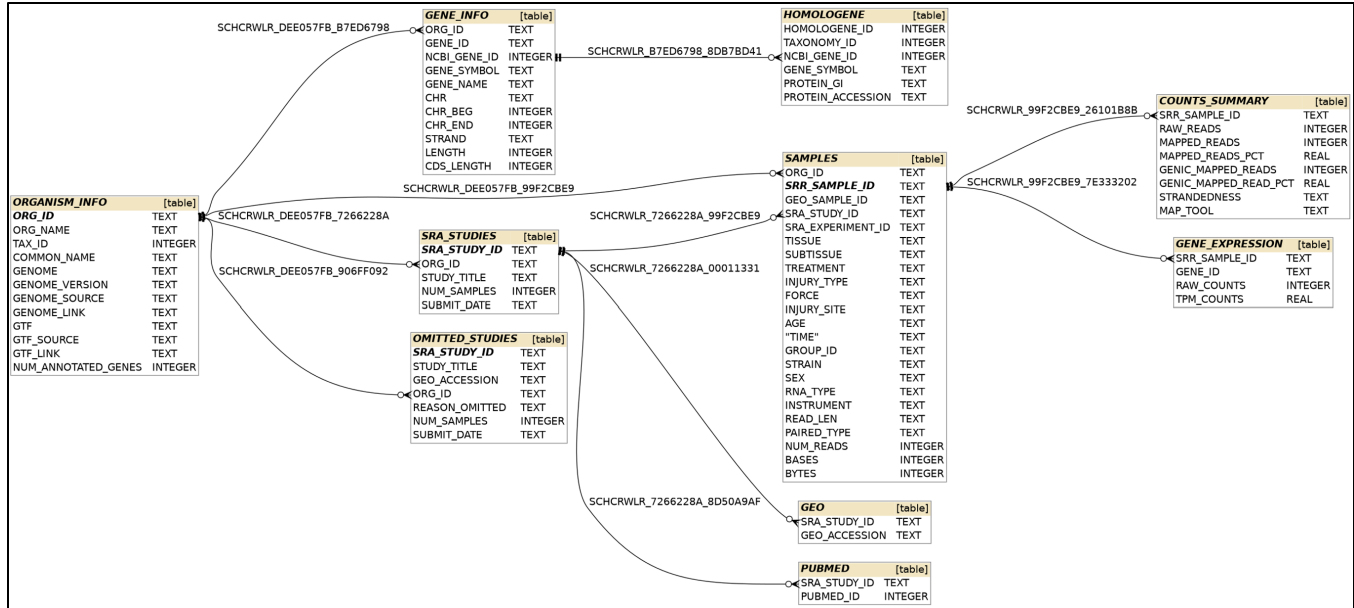 GENE_INFO [table]
ORG_ID TEXT
GENE_ID TEXT
NCBI_GENE_ID INTEGER
GENE_SYMBOL TEXT
GENE_NAME TEXT
CHR TEXT
CHR_BEG INTEGER
CHR_END INTEGER
STRAND TEXT
LENGTH INTEGER
CDS_LENGTH INTEGER
HOMOLOGENE [table]
HOMOLOGENE_ID INTEGER
TAXONOMY_ID INTEGER
NCBI_GENE_ID INTEGER
GENE_SYMBOL TEXT
PROTEIN_GI TEXT
PROTEIN_ACCESSION TEXT
SCHCRWLR_DEE057FB_B7ED6798
SCHCRWLR_B7ED6798_8DB7BD41
COUNTS_SUMMARY [table]
SRR_SAMPLE_ID TEXT
RAW_READS INTEGER
MAPPED_READS INTEGER
MAPPED_READS_PCT REAL
GENIC_MAPPED_READS INTEGER
GENIC_MAPPED_READ_PCT REAL
STRANDEDNESS TEXT
MAP_TOOL TEXT
SCHCRWLR_99F2CBE9_26101B8B
SCHCRWLR_99F2CBE9_7E333202
SAMPLES [table]
ORG_ID TEXT
SRR_SAMPLE_ID TEXT
GEO_SAMPLE_ID TEXT
SRA_STUDY_ID TEXT
SRA_EXPERIMENT_ID TEXT
TISSUE TEXT
SUBTISSUE TEXT
TREATMENT TEXT
INJURY_TYPE TEXT
FORCE TEXT
INJURY_SITE TEXT
AGE TEXT
"TIME" TEXT
GROUP_ID TEXT
STRAIN TEXT
SEX TEXT
RNA_TYPE TEXT
INSTRUMENT TEXT
READ_LEN TEXT
PAIRED_TYPE TEXT
NUM_READS INTEGER
BASES INTEGER
BYTES INTEGER
SCHCRWLR_DEE057FB_99F2CBE9
SCHCRWLR_DEE057FB_7266228A
SCHCRWLR_7266228A_99F2CBE9
SCHCRWLR_DEE057FB_906FF092
SCHCRWLR_7266228A_00011331
ORGANISM_INFO [table]
ORG_ID TEXT
ORG_NAME TEXT
TAX_ID INTEGER
COMMON_NAME TEXT
GENOME TEXT
GENOME_VERSION TEXT
GENOME_SOURCE TEXT
GENOME_LINK TEXT
GTF TEXT
GTF_SOURCE TEXT
GTF_LINK TEXT
NUM_ANNOTATED_GENES INTEGER
SRA_STUDIES [table]
SRA_STUDY_ID TEXT
ORG_ID TEXT
STUDY_TITLE TEXT
NUM_SAMPLES INTEGER
SUBMIT_DATE TEXT
GENE_EXPRESSION [table]
SRR_SAMPLE_ID TEXT
GENE_ID TEXT
RAW_COUNTS INTEGER
TPM_COUNTS REAL
OMITTED_STUDIES [table]
SRA_STUDY_ID TEXT
STUDY_TITLE TEXT
GEO_ACCESSION TEXT
ORG_ID TEXT
REASON_OMITTED TEXT
NUM_SAMPLES INTEGER
SUBMIT_DATE TEXT
SCHCRWLR_7266228A_8D50A9AF
GEO [table]
SRA_STUDY_ID TEXT
GEO_ACCESSION TEXT
PUBMED [table]
SRA_STUDY_ID TEXT
PUBMED_ID INTEGER